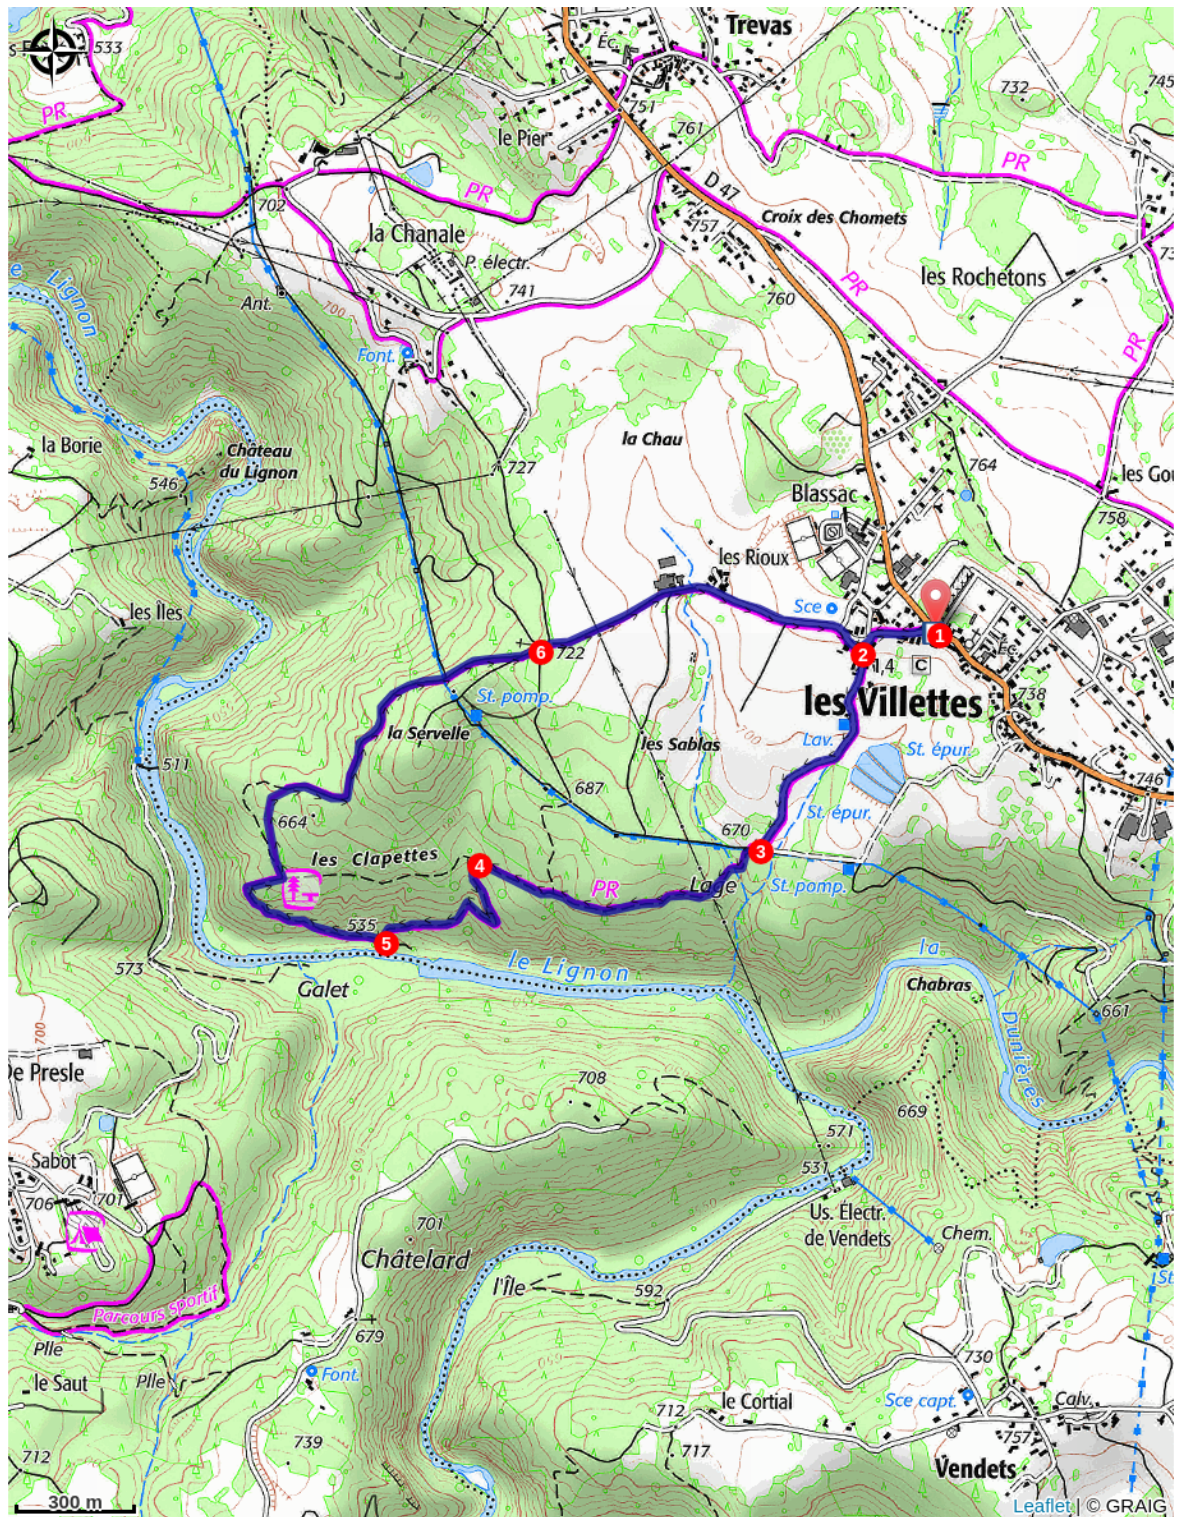 Trevas
533
Éc.
745
732
PR
751
761
le Pier
PR
PR
D 47
702
Croix des Chomets
757
la Chanale
P. électr.
les Rochetons
741
PR
760
Lignon
Ant.
700
PR
Font.
la Chau
la Borie
Château
du Lignon
727
764
546
Blassac
758
les Rioux
les Îles
Sce
1
Éc.
6
722
2
C
738
St. pomp.
les Villettes
la Servelle
les Sablas
700
Lav.
St. épur.
511
746
687
664
St. épur.
670
3
les Clapettes
4
PR
Lage
St. pomp.
535
5
573
le Lignon
la
Galet
Chabras
Dunières
661
700
De Presle
708
669
571
Sabot
531
706
701
Us. Électr.
de Vendets
Chem.
701
Châtelard
l'Île
592
Parcours sportif
679
Plle
730
Plle
Font.
le Saut
Sce capt.
Calv.
le Cortial
712
739
717
757
712
Vendets
300 m
Leaflet | © GRAIG